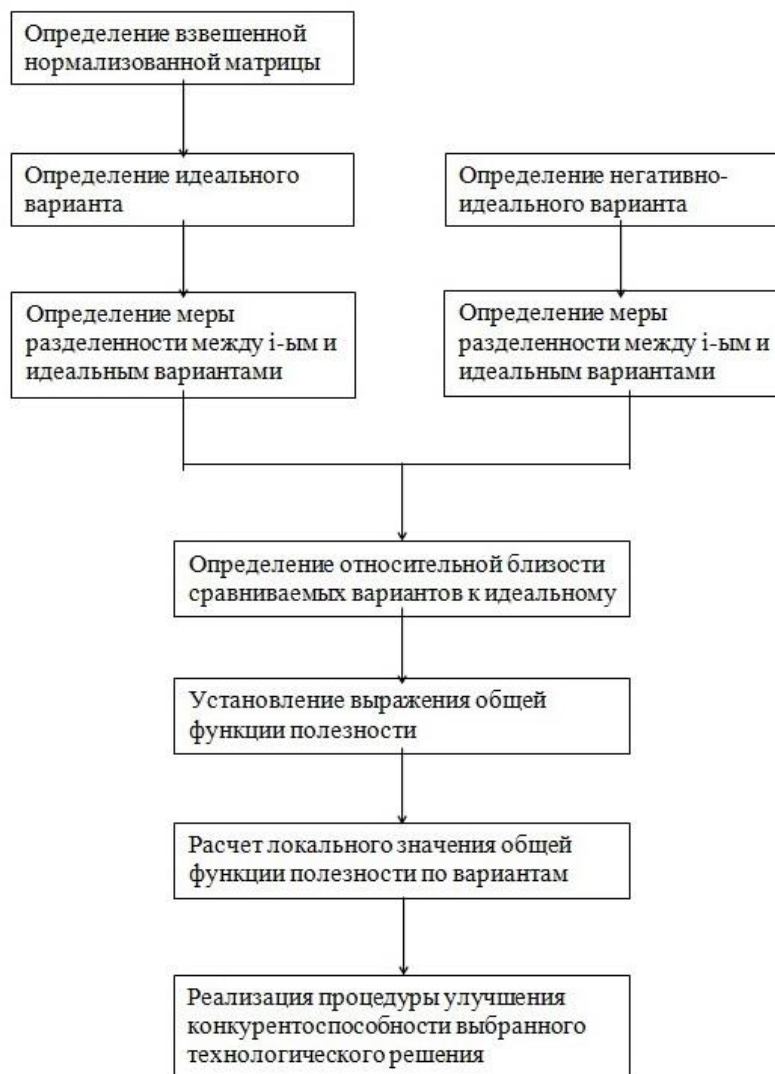 Определение взвешенной
нормализованной матрицы
Определение идеального
варианта
Определение негативно-
идеального варианта
Определение меры
разделенности между i-ым и
идеальным вариантами
Определение меры
разделенности между i-ым и
идеальным вариантами
Определение относительной близости
сравниваемых вариантов к идеальному
Установление выражения общей
функции полезности
Расчет локального значения общей
функции полезности по вариантам
Реализация процедуры улучшения
конкурентоспособности выбранного
технологического решения